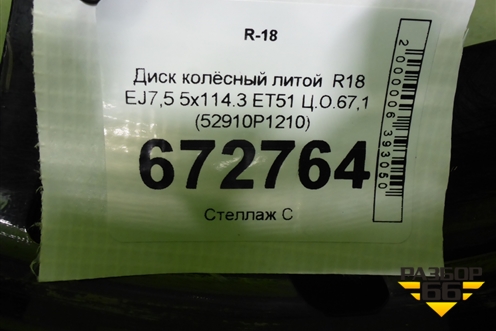 R-18
Диск колёсный литой R18
EJ7,5 5x114.3 ET51 Ц.О.67,1
(52910P1210)
672764
Стеллаж С
2000006393050
РАЗБОР
66